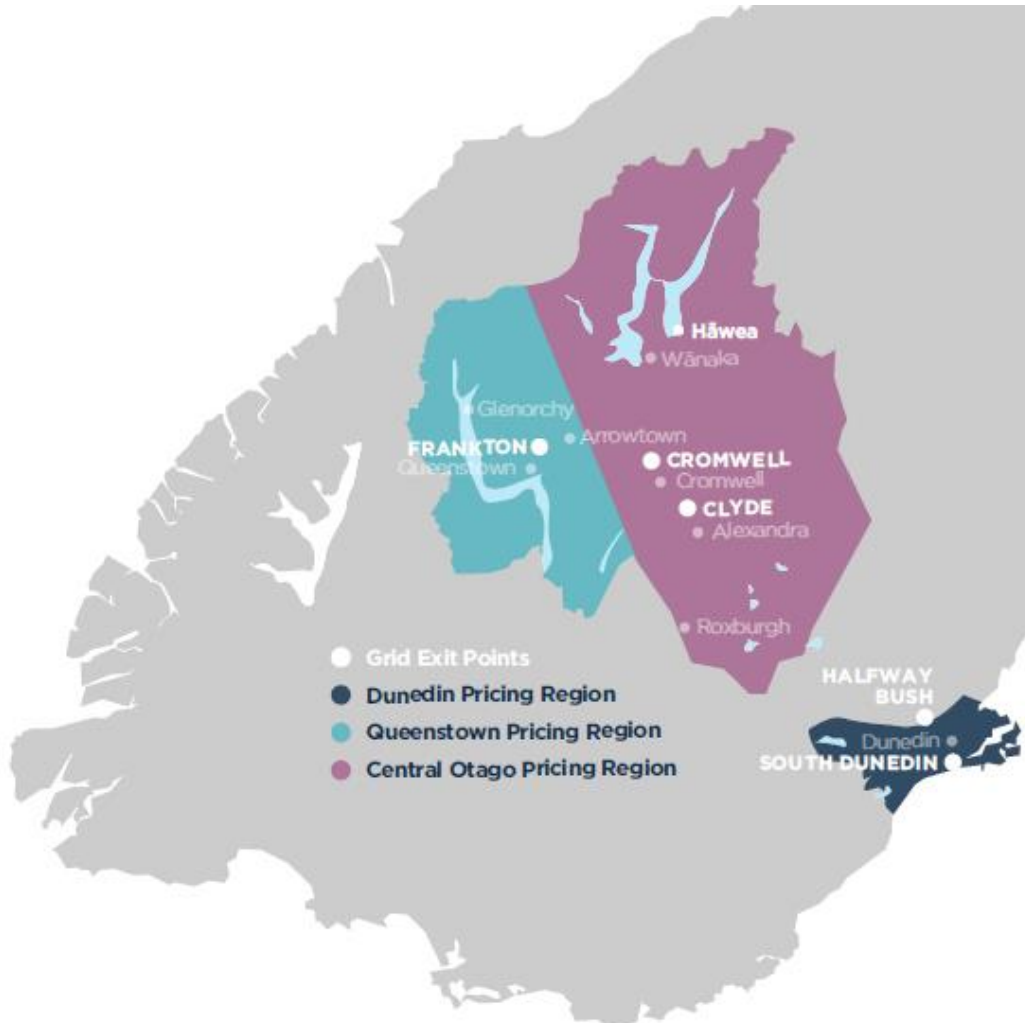 Hāwea
Wānaka
Glenorchy
Arrowtown
FRANKTON
Queenstown
CROMWELL
Cromwell
CLYDE
Alexandra
Roxburgh
Grid Exit Points
Dunedin Pricing Region
Queenstown Pricing Region
Central Otago Pricing Region
HALFWAY
BUSH
Dunedin
SOUTH DUNEDIN